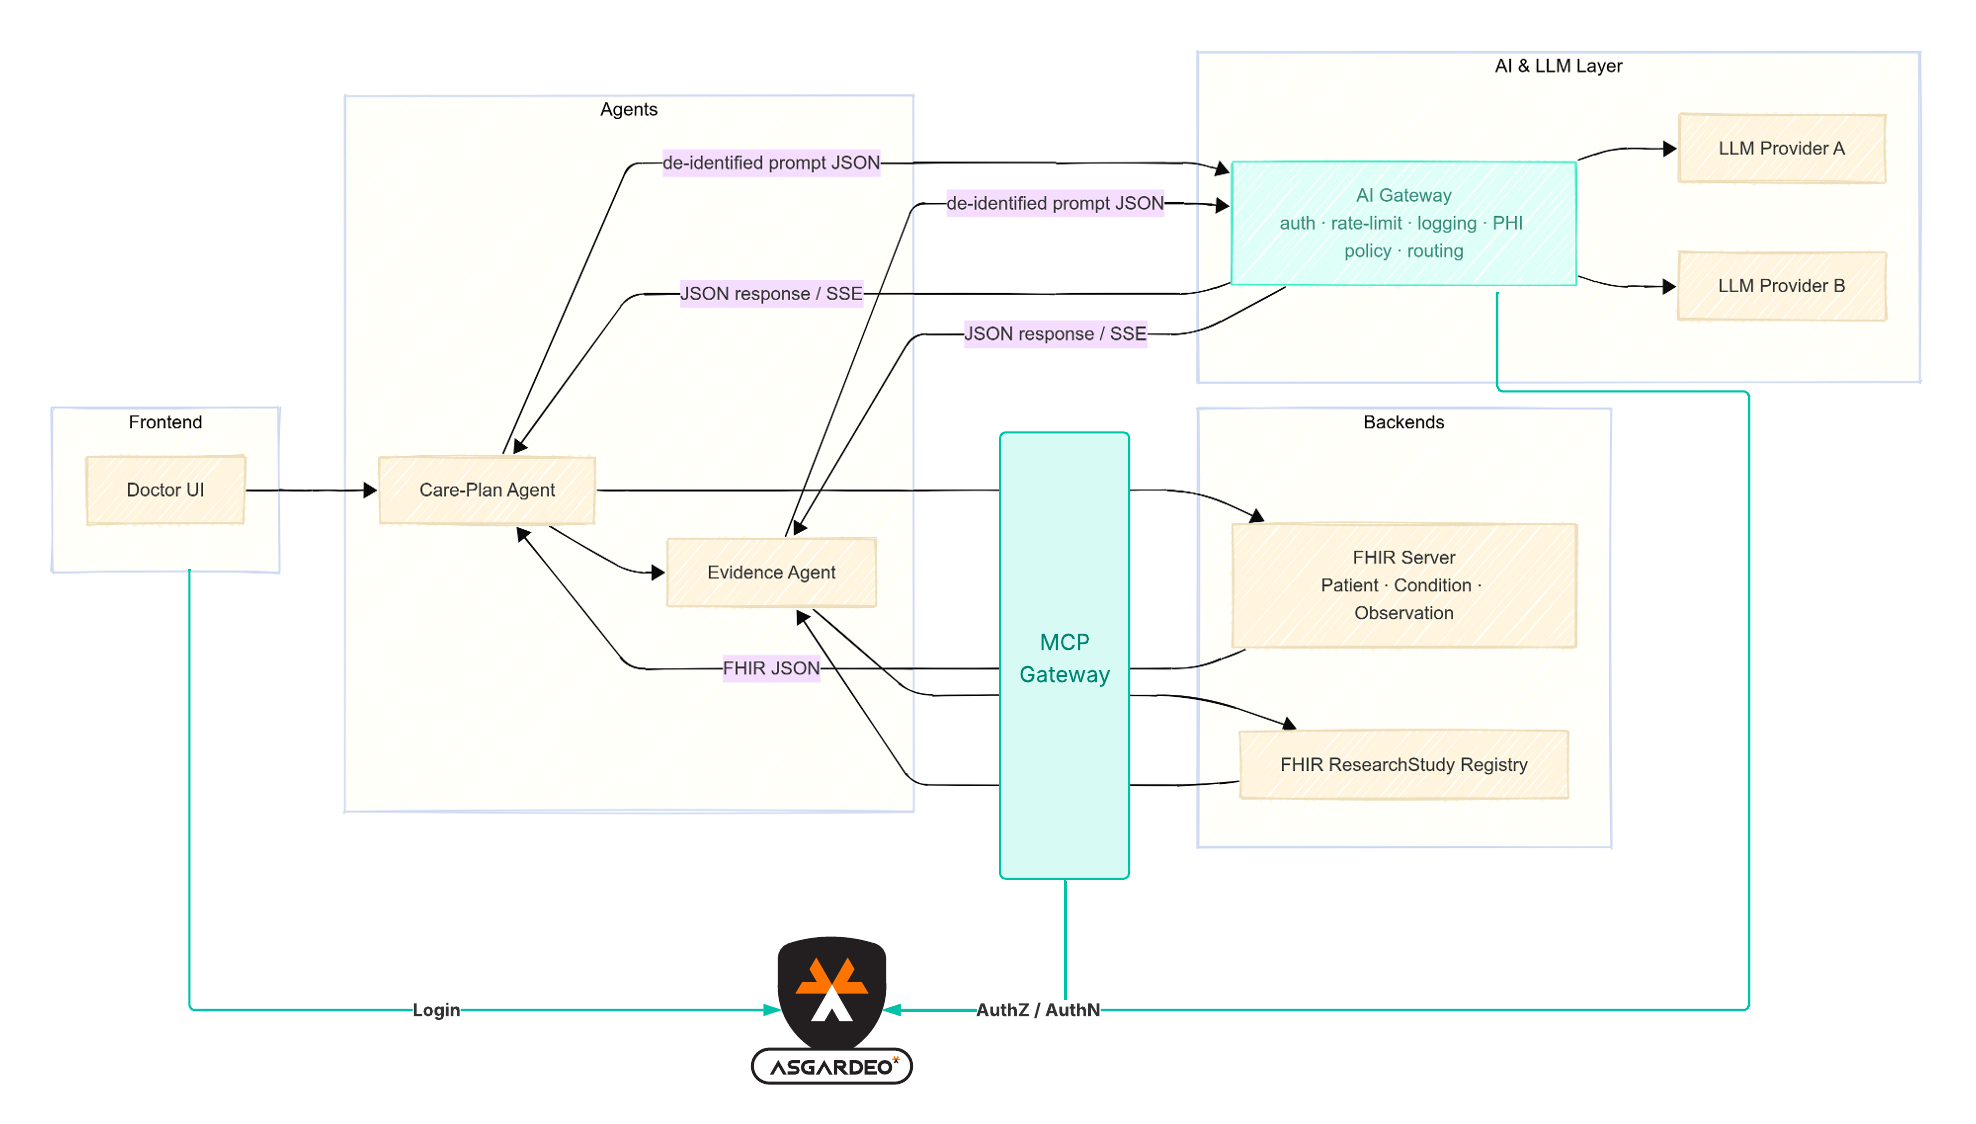 AI & LLM Layer
Agents
LLM Provider A
de-identified prompt JSON
AI Gateway
auth · rate-limit · logging · PHI
policy · routing
de-identified prompt JSON
JSON response / SSE
LLM Provider B
JSON response / SSE
Frontend
Backends
Doctor UI
Care-Plan Agent
Evidence Agent
FHIR Server
Patient · Condition ·
Observation
MCP
Gateway
FHIR JSON
FHIR ResearchStudy Registry
Login
AuthZ / AuthN
ASGARDEO